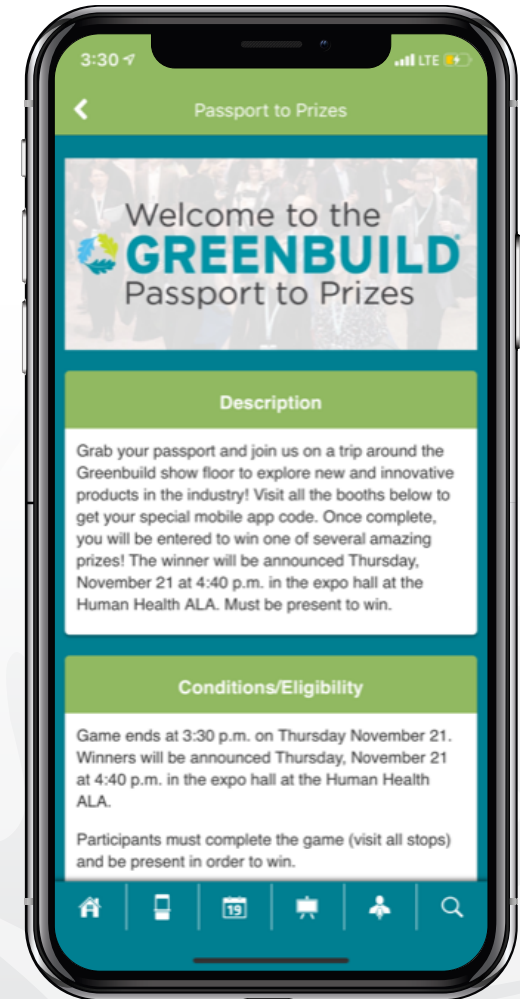 3:30
LTE
Passport to Prizes
Welcome to the
GREENBUILD®
Passport to Prizes
Description
Grab your passport and join us on a trip around the
Greenbuild show floor to explore new and innovative
products in the industry! Visit all the booths below to
get your special mobile app code. Once complete,
you will be entered to win one of several amazing
prizes! The winner will be announced Thursday,
November 21 at 4:40 p.m. in the expo hall at the
Human Health ALA. Must be present to win.
Conditions/Eligibility
Game ends at 3:30 p.m. on Thursday November 21.
Winners will be announced Thursday, November 21
at 4:40 p.m. in the expo hall at the Human Health
ALA.
Participants must complete the game (visit all stops)
and be present in order to win.
19